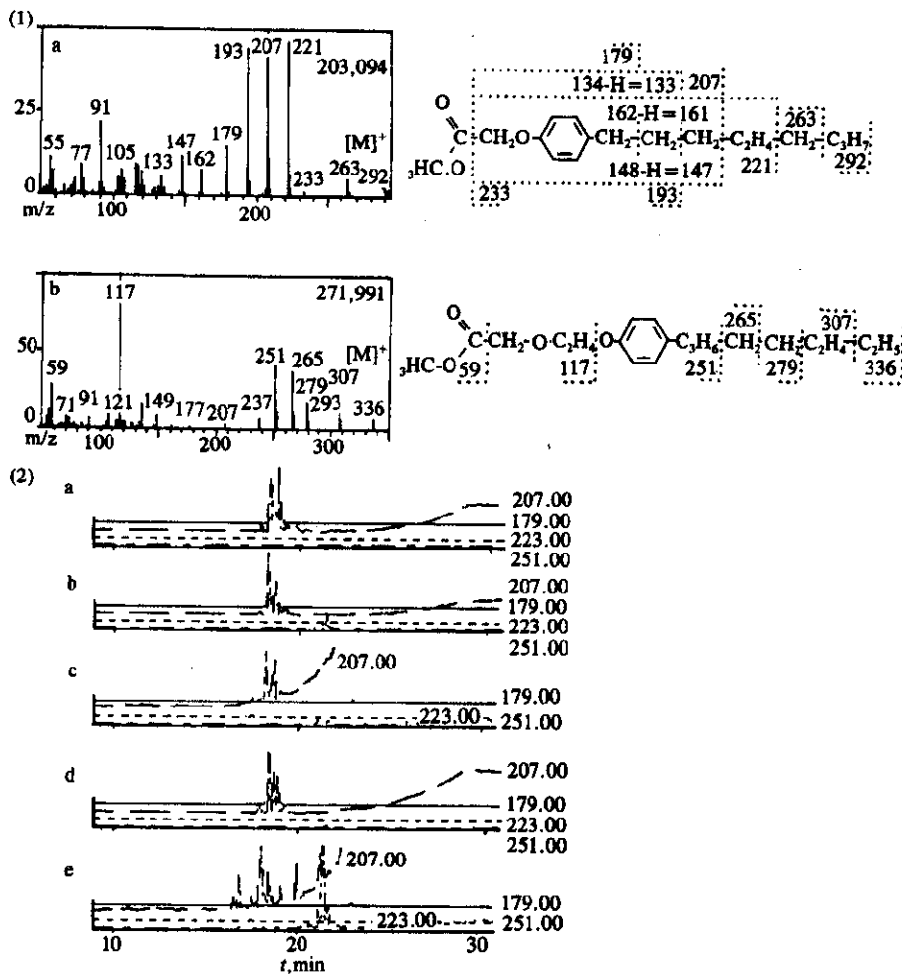 (1)
a
50
193 207 221
203,094
25
91
55 77 105 133 147 162 179 233 263 292
[M]+
0
m/z 100 200
179
134-H=133 207
162-H=161 263
O
C-CH2-O CH2-CH2-CH2-C2H4-CH2-C3H7
3HC-O
148-H=147 221 292
233 193
b
117
271,991
50
59 71 91 121 149 177 207 237 251 265 279 293 307 336
[M]+
0
m/z 100 200 300
265 307
O
C-CH2-O-C2H4-O C3H6-CH2-CH2-C2H4-C2H5
3HC-O
59 117 251 279 336
(2)
a
207.00
179.00
223.00
251.00
b
207.00
179.00
223.00
251.00
c
207.00
179.00
223.00 251.00
d
207.00
179.00
223.00
251.00
e
207.00
179.00
223.00 251.00
10 20 30
t,min